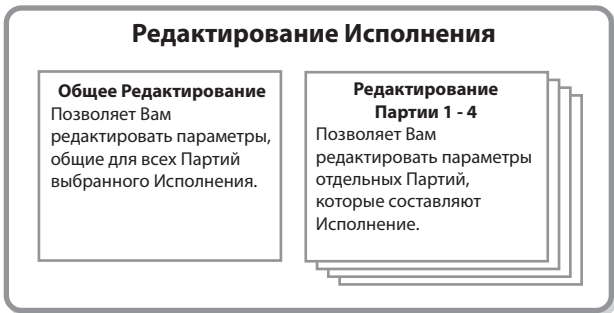 Редактирование Исполнения
Общее Редактирование
Позволяет Вам
редактировать параметры,
общие для всех Партий
выбранного Исполнения.
Редактирование
Партии 1 - 4
Позволяет Вам
редактировать параметры
отдельных Партий,
которые составляют
Исполнение.